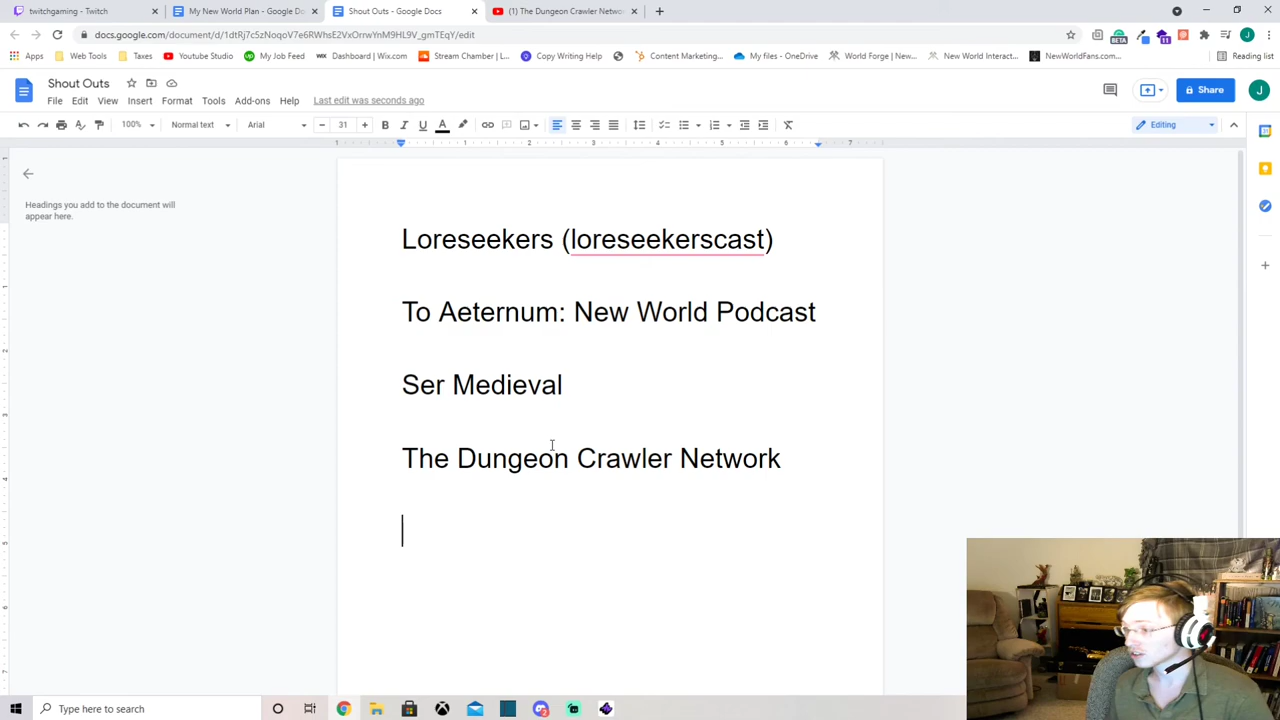 twitchgaming - Twitch
My New World Plan - Google Do
Shout Outs - Google Docs
(1) The Dungeon Crawler Netwo
docs.google.com/document/d/1dtRj7c5zNoqoV7e6RWhsE2VxOrrwYnM9HL9V_gmTEqY/edit
Apps
Web Tools
Taxes
Youtube Studio
My Job Feed
Dashboard | Wix.com
Stream Chamber | L...
Copy Writing Help
Content Marketing...
My files - OneDrive
World Forge | New...
New World Interact...
NewWorldFans.com...
Reading list
Shout Outs
File Edit View Insert Format Tools Add-ons Help Last edit was seconds ago
Share
J
100% Normal text Arial 31 B I U A
Editing
Headings you add to the document will
appear here.
Loreseekers (loreseekerscast)
To Aeternum: New World Podcast
Ser Medieval
The Dungeon Crawler Network
Type here to search